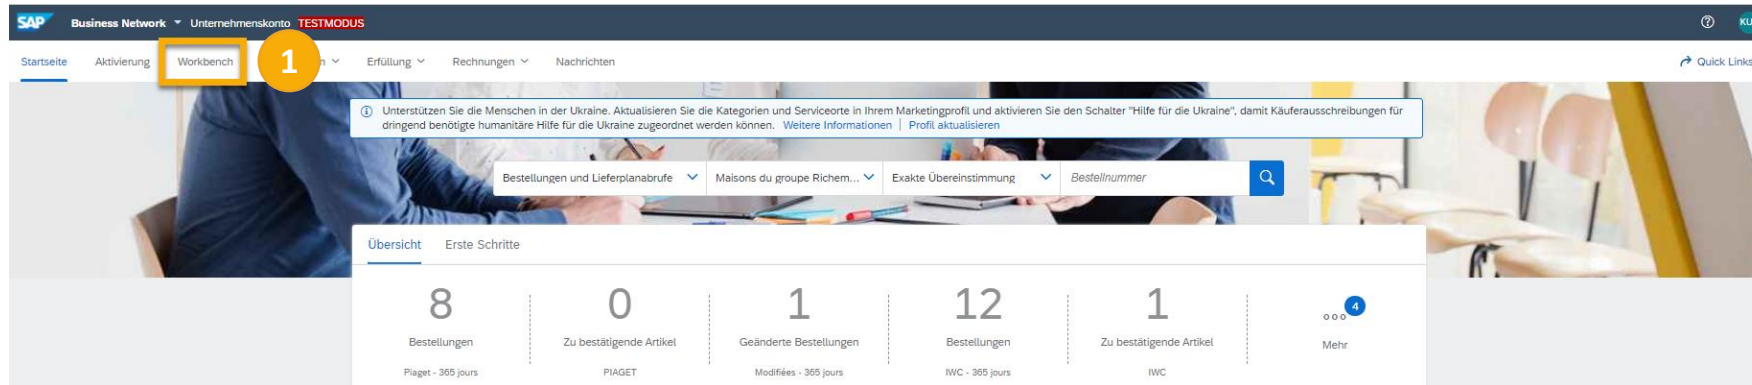 SAP Business Network Unternehmenskonto TESTMODUS KU
Startseite Aktivierung Workbench 1 Erfüllung Rechnungen Nachrichten Quick Links
Unterstützen Sie die Menschen in der Ukraine. Aktualisieren Sie die Kategorien und Serviceorte in Ihrem Marketingprofil und aktivieren Sie den Schalter "Hilfe für die Ukraine", damit Käuferausschreibungen für
dringend benötigte humanitäre Hilfe für die Ukraine zugeordnet werden können. Weitere Informationen | Profil aktualisieren
Bestellungen und Lieferplanabrufe Maisons du groupe Richem... Exakte Übereinstimmung Bestellnummer
Übersicht Erste Schritte
8 0 1 12 1 4
Bestellungen Zu bestätigende Artikel Geänderte Bestellungen Bestellungen Zu bestätigende Artikel Mehr
Piaget - 365 jours PIAGET Modifiées - 365 jours IWC - 365 jours IWC